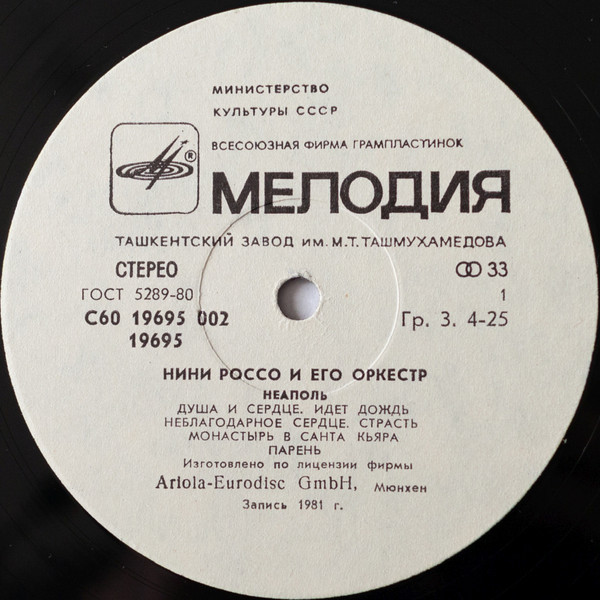 МИНИСТЕРСТВО
КУЛЬТУРЫ СССР
ВСЕСОЮЗНАЯ ФИРМА ГРАМПЛАСТИНОК
®
МЕЛОДИЯ
ТАШКЕНТСКИЙ ЗАВОД ИМ. М.Т. ТАШМУХАМЕДОВА
СТЕРЕО
33
ГОСТ 5289-80
1
С60 19695 002
Гр. 3. 4-25
19695
НИНИ РОССО И ЕГО ОРКЕСТР
НЕАПОЛЬ
ДУША И СЕРДЦЕ. ИДЕТ ДОЖДЬ
НЕБЛАГОДАРНОЕ СЕРДЦЕ. СТРАСТЬ
МОНАСТЫРЬ В САНТА КЬЯРА
ПАРЕНЬ
Изготовлено по лицензии фирмы
Ariola-Eurodisc GmbH, Мюнхен
Запись 1981 г.